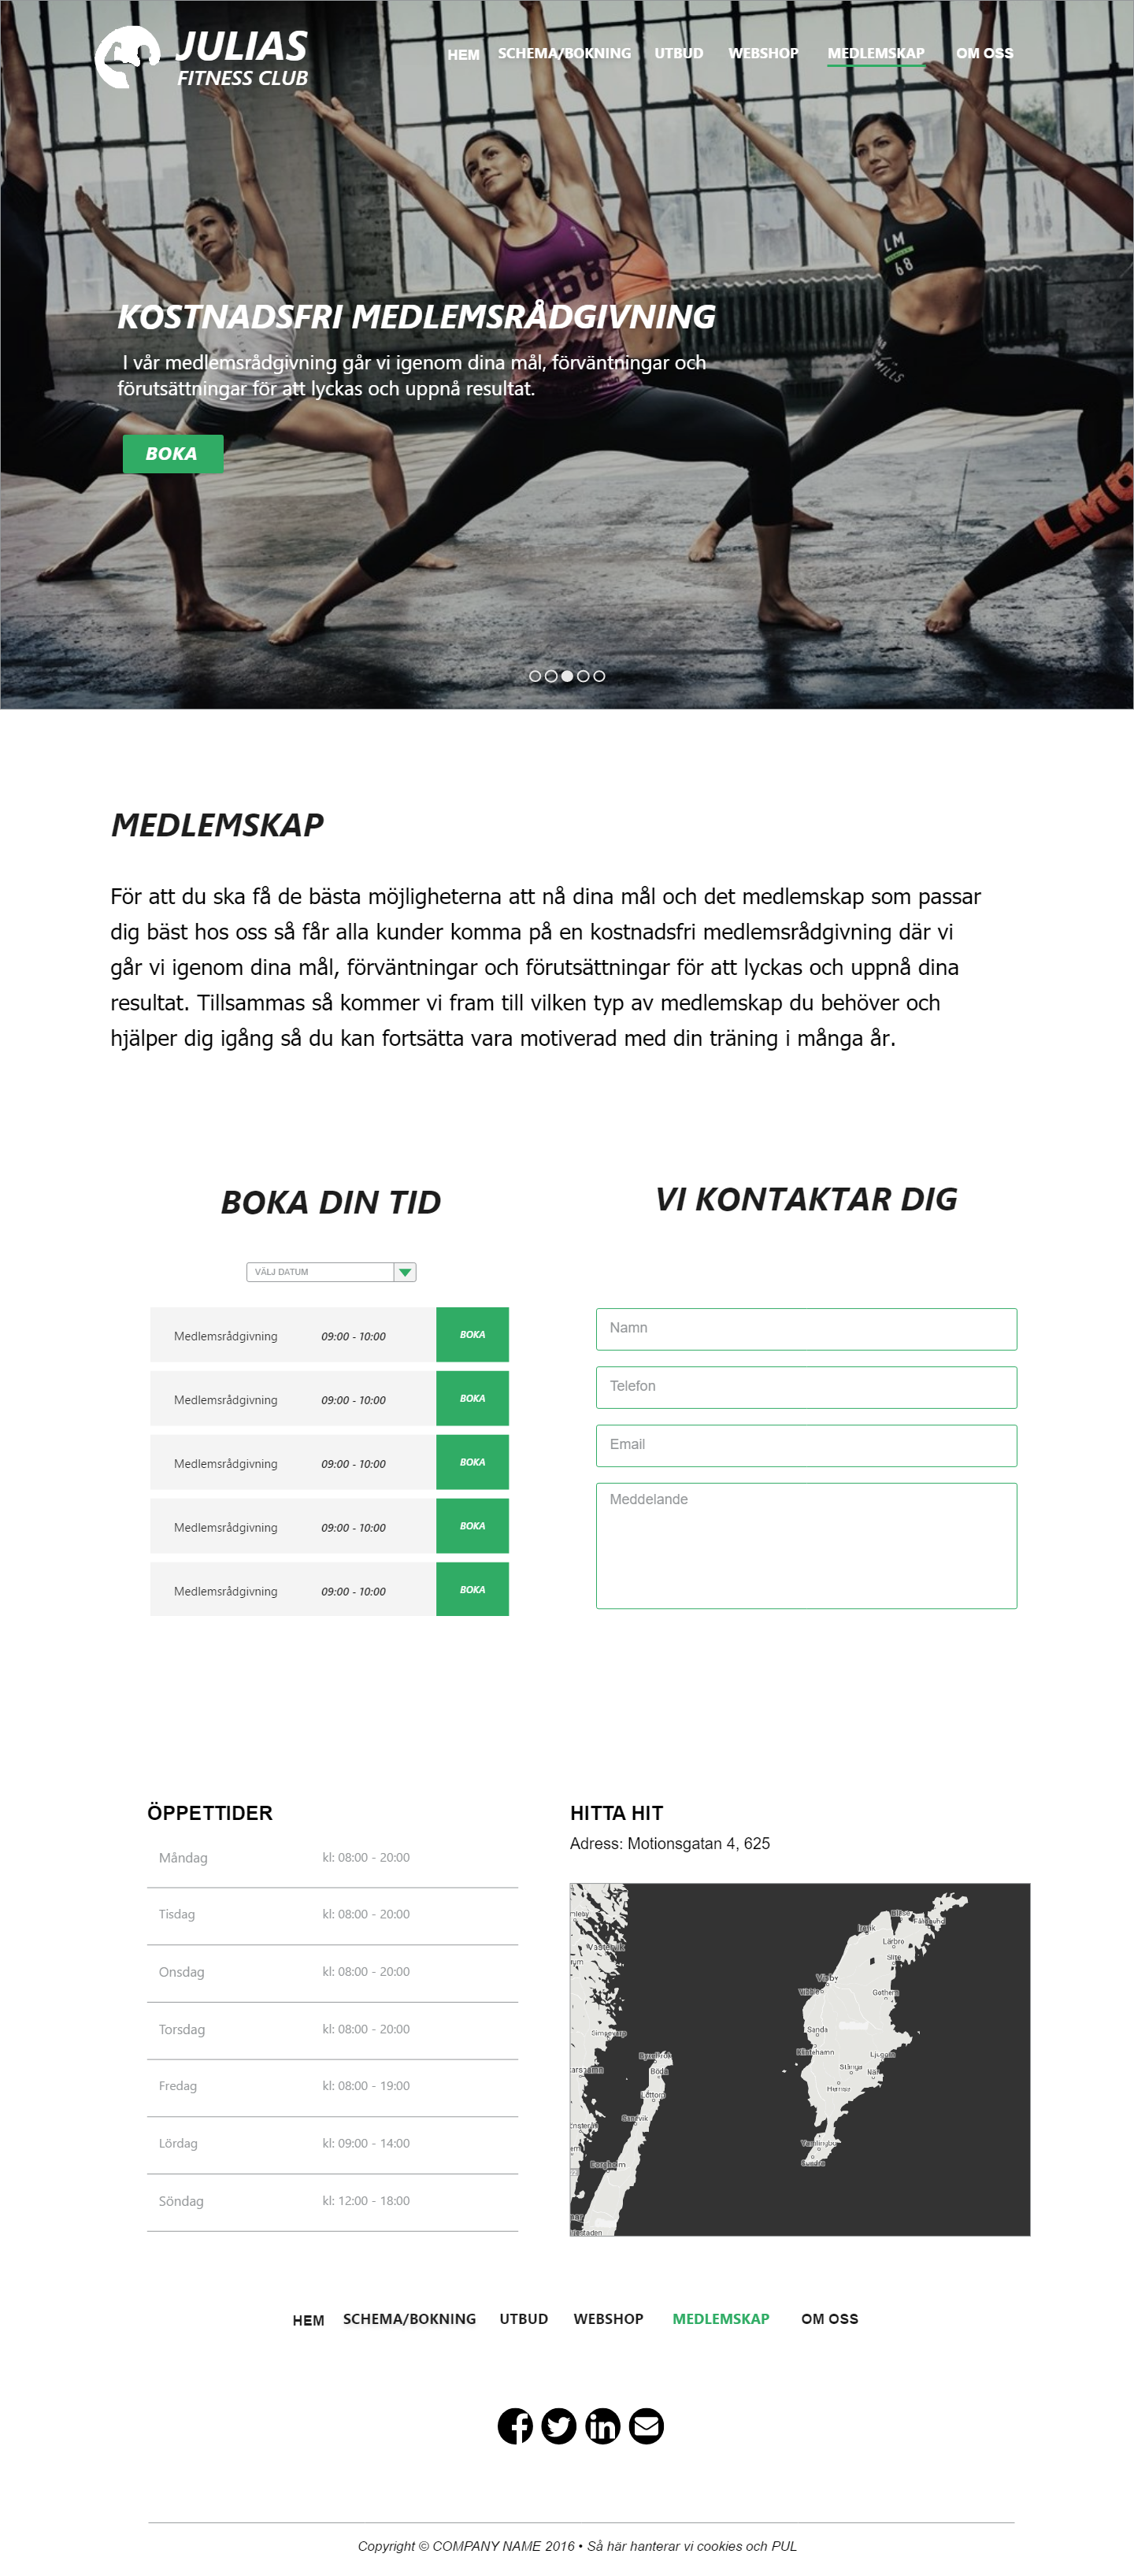 JULIAS
FITNESS CLUB
HEM SCHEMA/BOKNING UTBUD WEBSHOP MEDLEMSKAP OM OSS
LM
68
MILLS
KOSTNADSFRI MEDLEMSRÅDGIVNING
I vår medlemsrådgivning går vi igenom dina mål, förväntningar och
förutsättningar för att lyckas och uppnå resultat.
BOKA
MEDLEMSKAP
För att du ska få de bästa möjligheterna att nå dina mål och det medlemskap som passar
dig bäst hos oss så får alla kunder komma på en kostnadsfri medlemsrådgivning där vi
går vi igenom dina mål, förväntningar och förutsättningar för att lyckas och uppnå dina
resultat. Tillsammas så kommer vi fram till vilken typ av medlemskap du behöver och
hjälper dig igång så du kan fortsätta vara motiverad med din träning i många år.
BOKA DIN TID
VÄLJ DATUM
Medlemsrådgivning 09:00 - 10:00 BOKA
Medlemsrådgivning 09:00 - 10:00 BOKA
Medlemsrådgivning 09:00 - 10:00 BOKA
Medlemsrådgivning 09:00 - 10:00 BOKA
Medlemsrådgivning 09:00 - 10:00 BOKA
VI KONTAKTAR DIG
Namn
Telefon
Email
Meddelande
ÖPPETTIDER
Måndag kl: 08:00 - 20:00
Tisdag kl: 08:00 - 20:00
Onsdag kl: 08:00 - 20:00
Torsdag kl: 08:00 - 20:00
Fredag kl: 08:00 - 19:00
Lördag kl: 09:00 - 14:00
Söndag kl: 12:00 - 18:00
HITTA HIT
Adress: Motionsgatan 4, 625
Lärbro
Slite
Västervik
Visby
Vibble
Gothem
Sanda
Simpevarp
Klintehamn
Ljugarn
Byxelkrok
Stånga
Böda
När
Löttorp
Sandvik
Yamlingbo
Borgholm
HEM SCHEMA/BOKNING UTBUD WEBSHOP MEDLEMSKAP OM OSS
Copyright © COMPANY NAME 2016 • Så här hanterar vi cookies och PUL